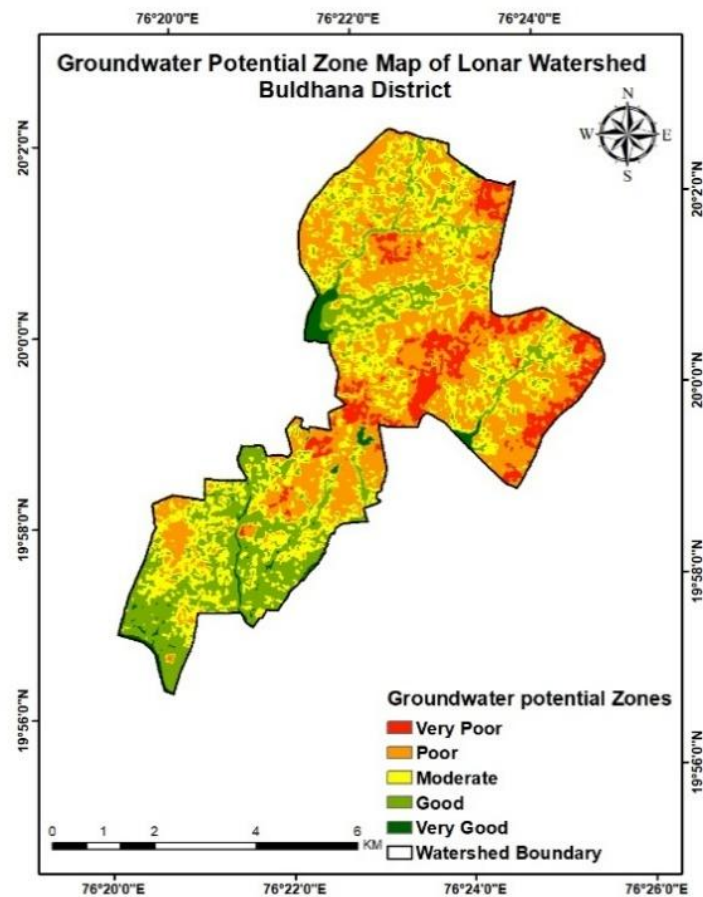 76°20'0"E 76°22'0"E 76°24'0"E
Groundwater Potential Zone Map of Lonar Watershed
Buldhana District
N
W E
S
20°2'0"N
20°2'0"N
20°0'0"N
20°0'0"N
19°58'0"N
19°58'0"N
19°56'0"N
19°56'0"N
Groundwater potential Zones
Very Poor
Poor
Moderate
Good
Very Good
Watershed Boundary
0 1 2 4 6
KM
76°20'0"E 76°22'0"E 76°24'0"E 76°26'0"E